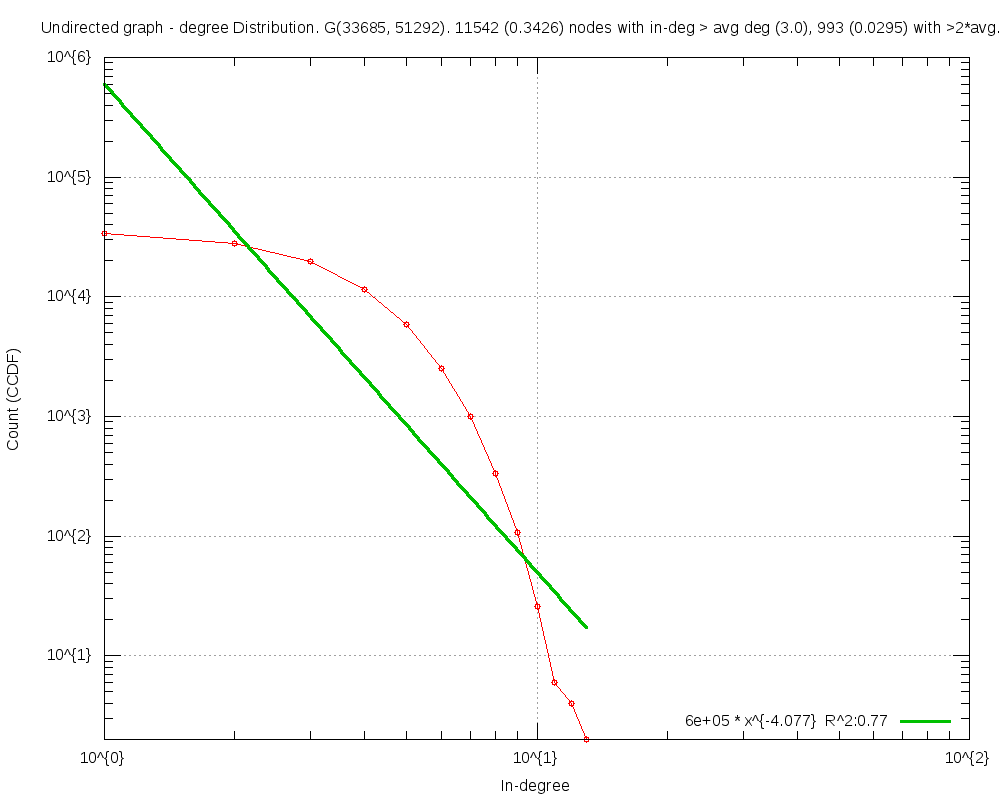 Undirected graph - degree Distribution. G(33685, 51292). 11542 (0.3426) nodes with in-deg > avg deg (3.0), 993 (0.0295) with >2*avg.
10^{6}
10^{5}
10^{4}
10^{3}
10^{2}
10^{1}
Count (CCDF)
6e+05 * x^{-4.077} R^2:0.77
10^{0}
10^{1}
10^{2}
In-degree